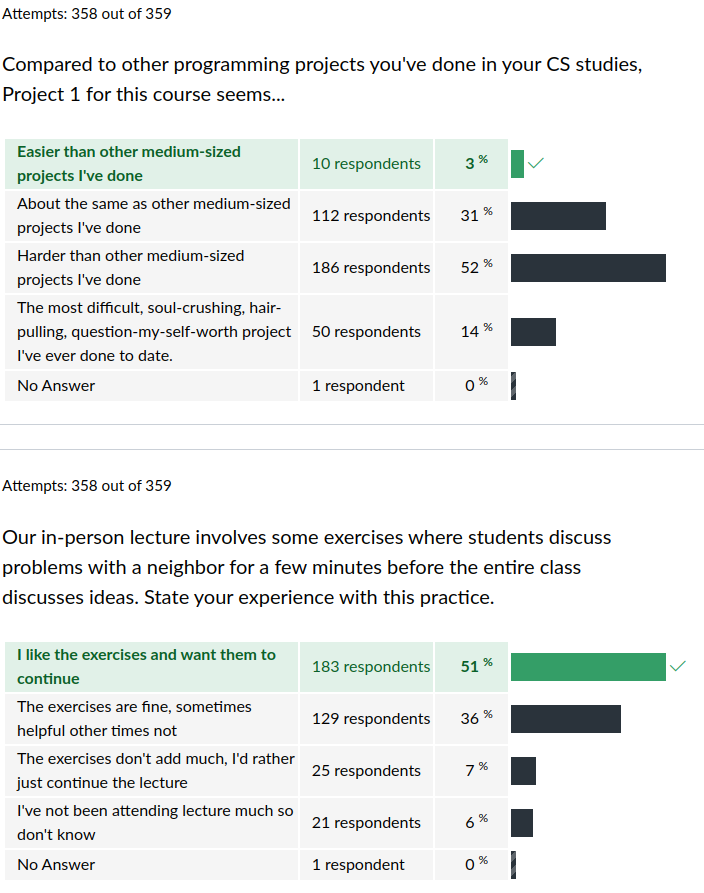 Attempts: 358 out of 359
Compared to other programming projects you've done in your CS studies,
Project 1 for this course seems...
Easier than other medium-sized
projects I've done
10 respondents
3 %
About the same as other medium-sized
projects I've done
112 respondents
31 %
Harder than other medium-sized
projects I've done
186 respondents
52 %
The most difficult, soul-crushing, hair-
pulling, question-my-self-worth project
I've ever done to date.
50 respondents
14 %
No Answer
1 respondent
0 %
Attempts: 358 out of 359
Our in-person lecture involves some exercises where students discuss
problems with a neighbor for a few minutes before the entire class
discusses ideas. State your experience with this practice.
I like the exercises and want them to
continue
183 respondents
51 %
The exercises are fine, sometimes
helpful other times not
129 respondents
36 %
The exercises don't add much, I'd rather
just continue the lecture
25 respondents
7 %
I've not been attending lecture much so
don't know
21 respondents
6 %
No Answer
1 respondent
0 %